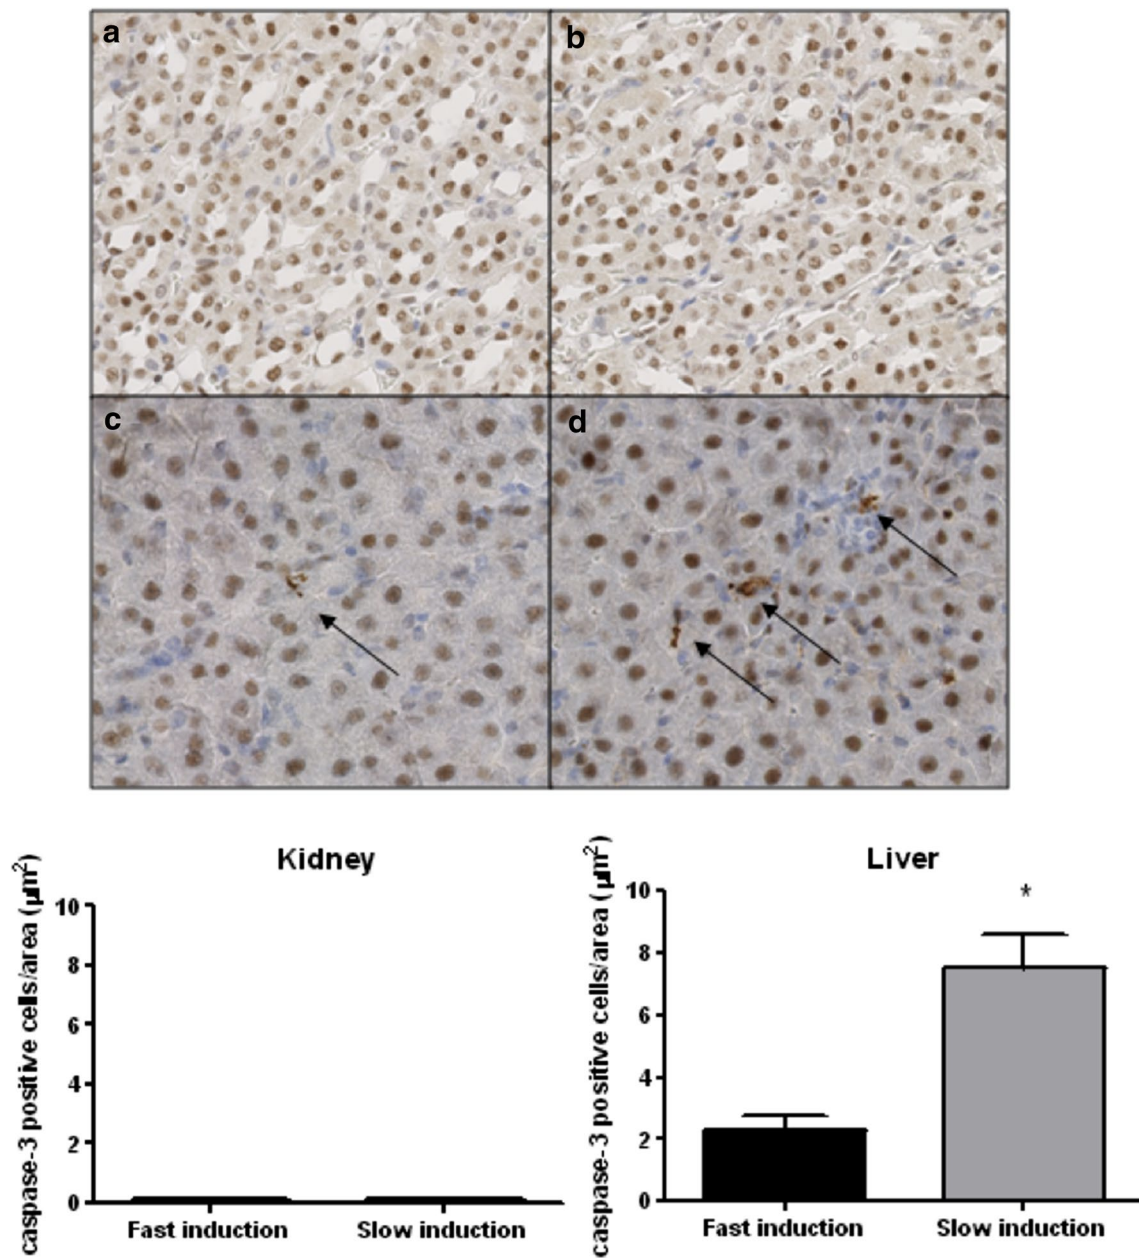 a
b
c
d
Kidney
caspase-3 positive cells/area (µm²)
10
8
6
4
2
0
Fast induction
Slow induction
Liver
caspase-3 positive cells/area (µm²)
10
8
6
4
2
0
*
Fast induction
Slow induction